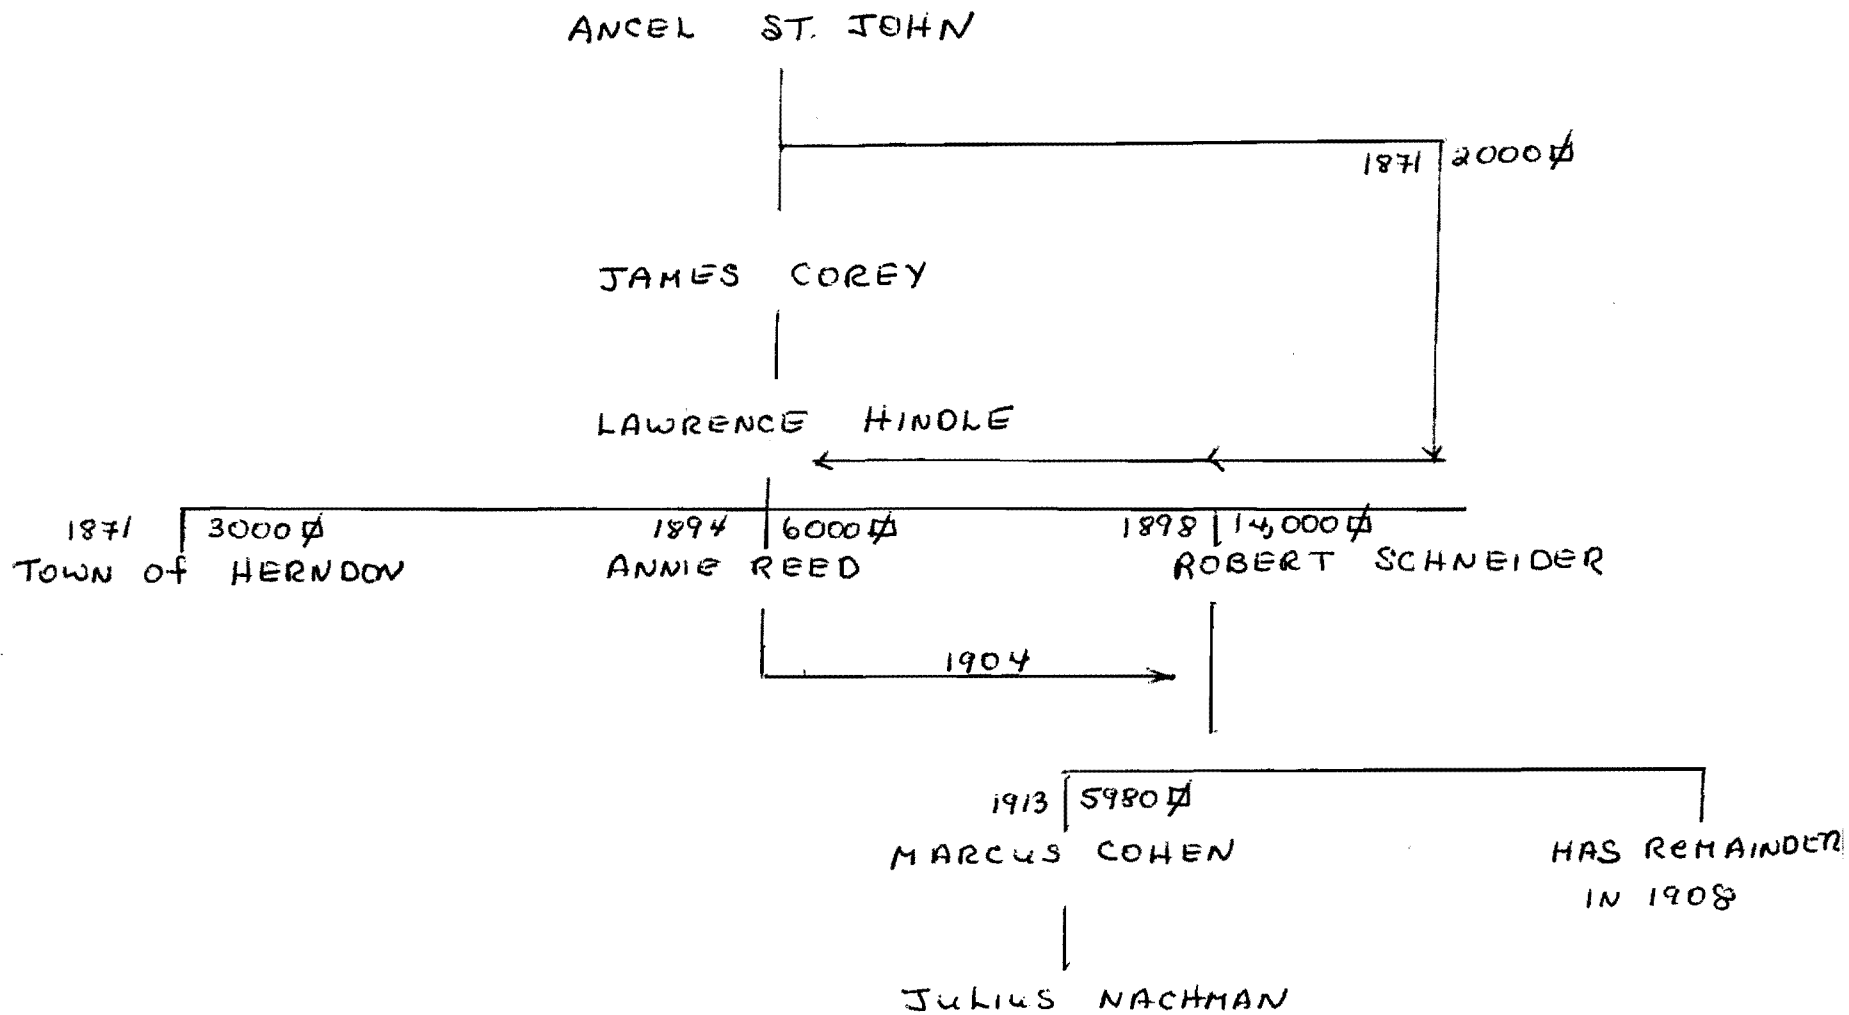 ANCEL ST. JOHN
1871 2000 ⌷
JAMES COREY
LAWRENCE HINDLE
1871 3000 ⌷ 1894 6000 ⌷ 1898 14,000 ⌷
TOWN of HERNDON ANNIE REED ROBERT SCHNEIDER
1904
1913 5980 ⌷
MARCUS COHEN HAS REMAINDER
IN 1908
JULIUS NACHMAN